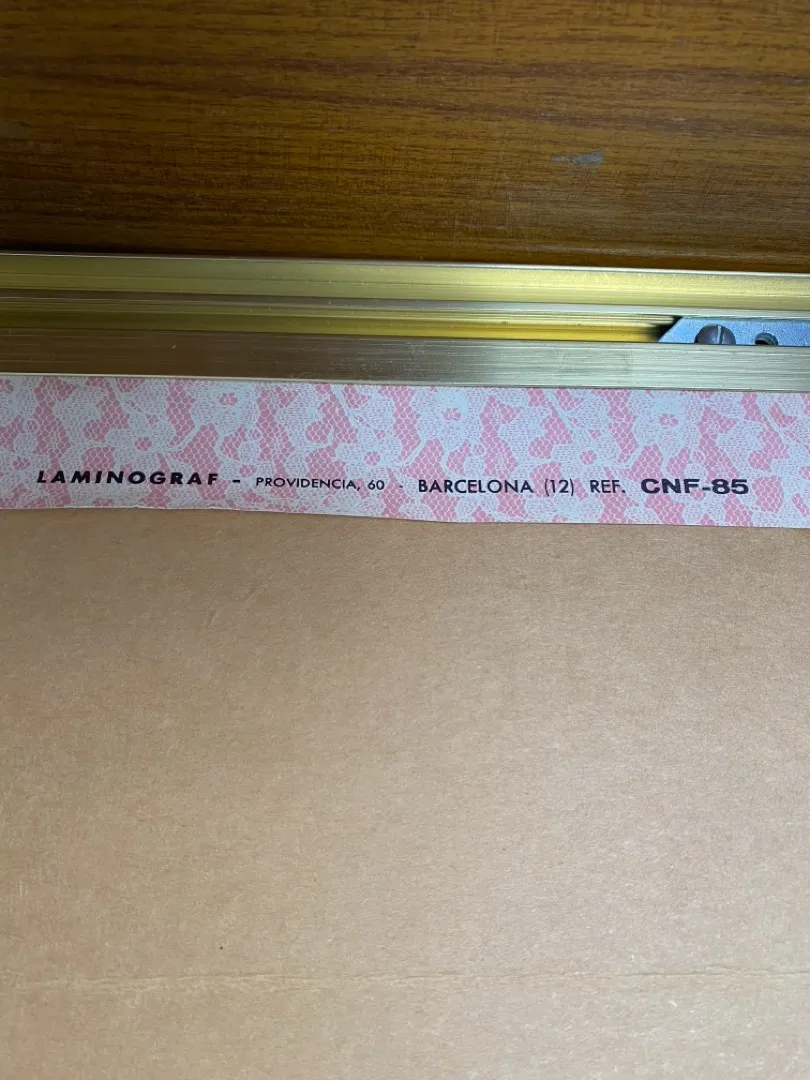 LAMINOGRAF - PROVIDENCIA, 60 - BARCELONA (12) REF. CNF-85